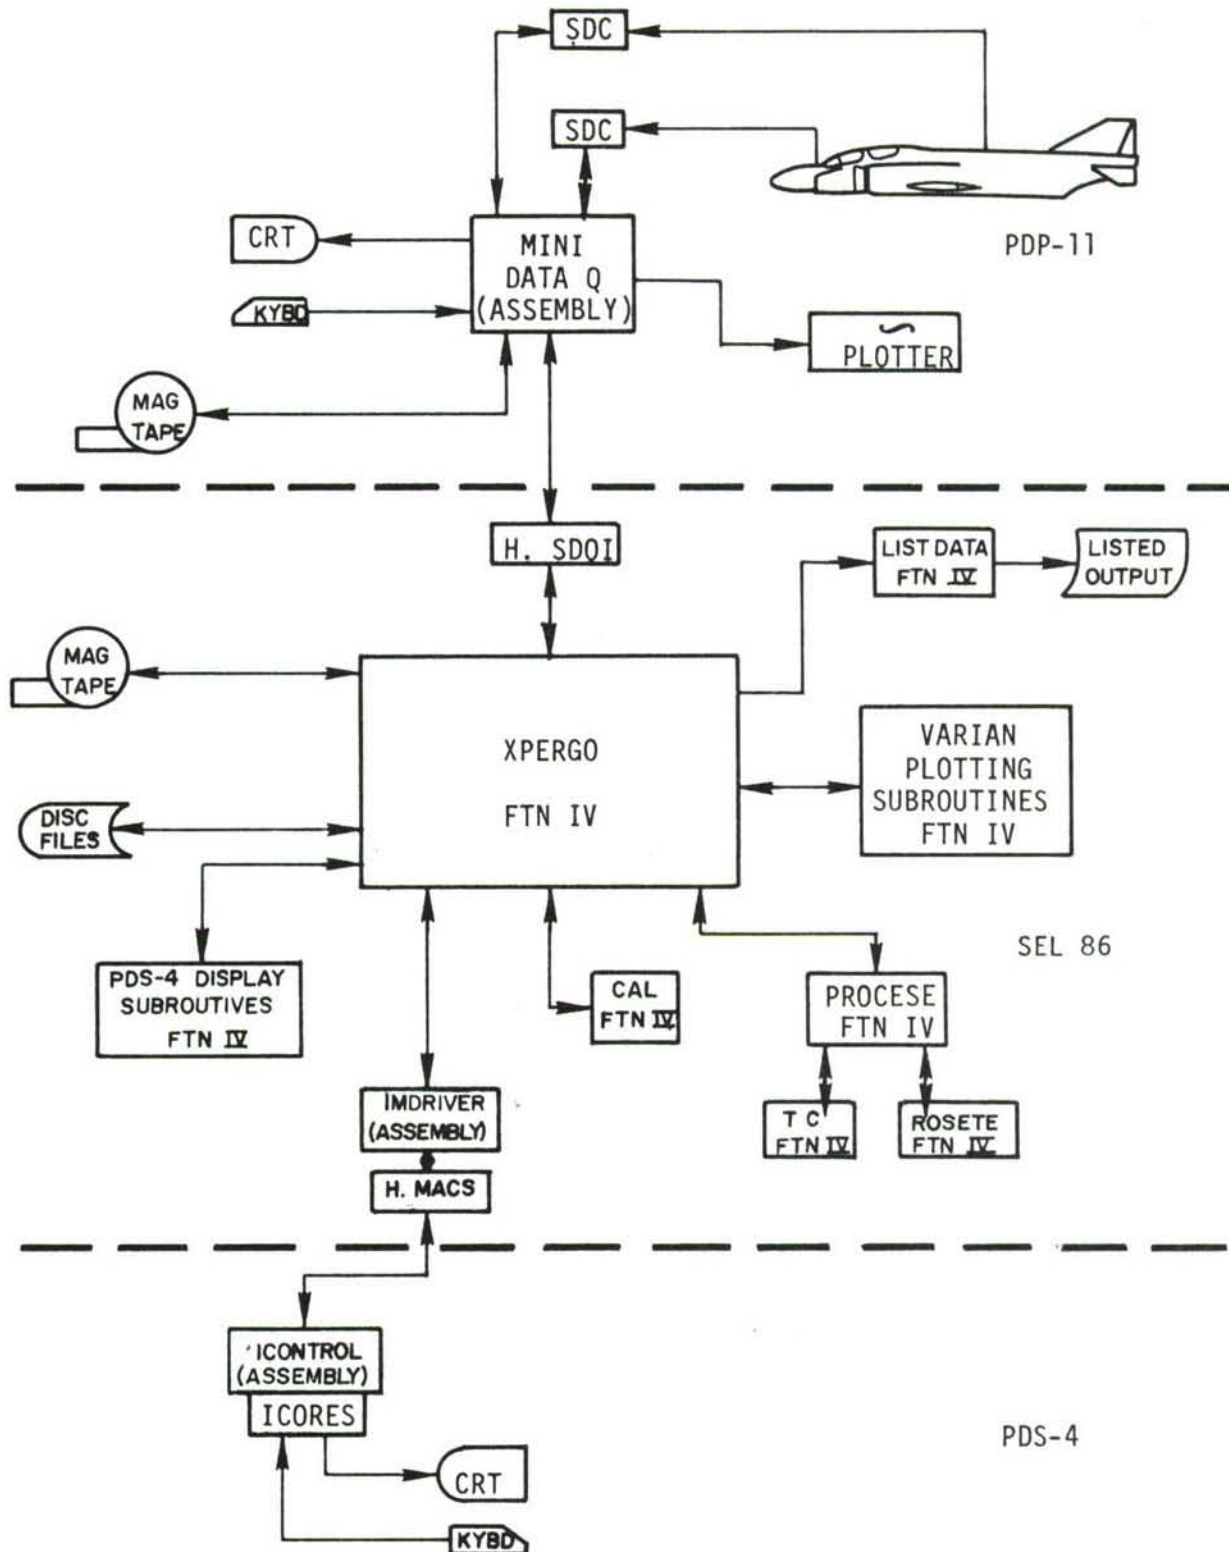 SDC
SDC
CRT
MINI
DATA Q
(ASSEMBLY)
PDP-11
KYBD
PLOTTER
MAG
TAPE
H. SDQI
LIST DATA
FTN IV
LISTED
OUTPUT
MAG
TAPE
XPERGO
FTN IV
VARIAN
PLOTTING
SUBROUTINES
FTN IV
DISC
FILES
SEL 86
PDS-4 DISPLAY
SUBROUTIVES
FTN IV
CAL
FTN IV
PROCESE
FTN IV
IMDRIVER
(ASSEMBLY)
T C
FTN IV
ROSETE
FTN IV
H. MACS
ICONTROL
(ASSEMBLY)
ICORES
PDS-4
CRT
KYBD